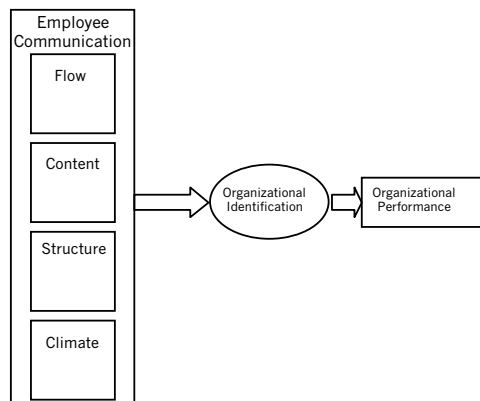 Employee
Communication
Flow
Content
Structure
Climate
Organizational
Identification
Organizational
Performance